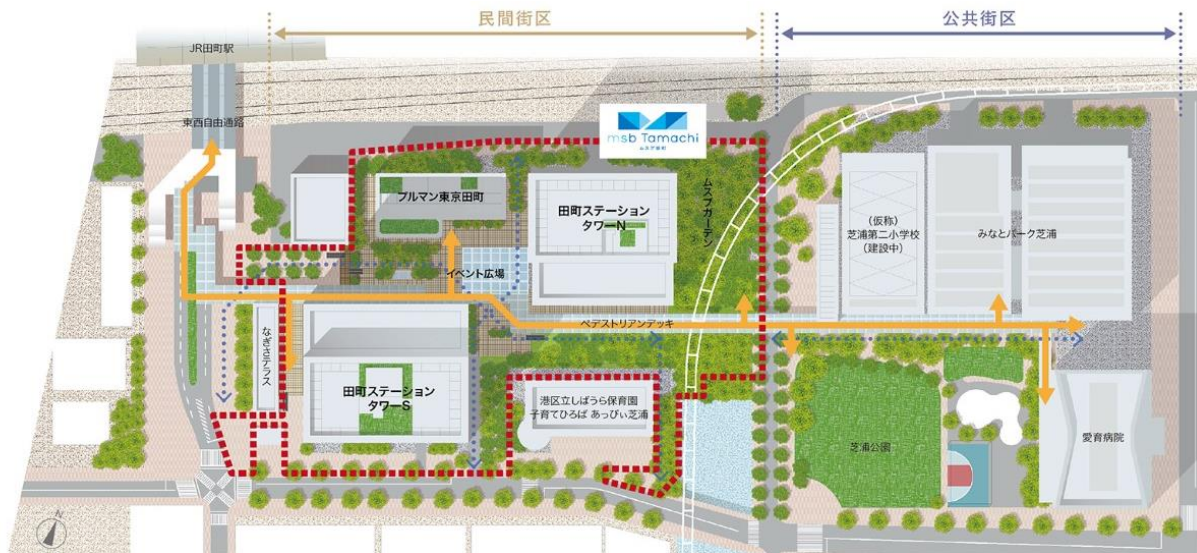 民間街区
公共街区
JR田町駅
東西自由通路
msb Tamachi
ムスブ田町
プルマン東京田町
田町ステーション
タワーN
ムスブガーデン
(仮称)
芝浦第二小学校
(建設中)
みなとパーク芝浦
イベント広場
ペデストリアンデッキ
なぎさテラス
田町ステーション
タワーS
港区立しばうら保育園
子育てひろば あっぴぃ芝浦
芝浦公園
愛育病院
N